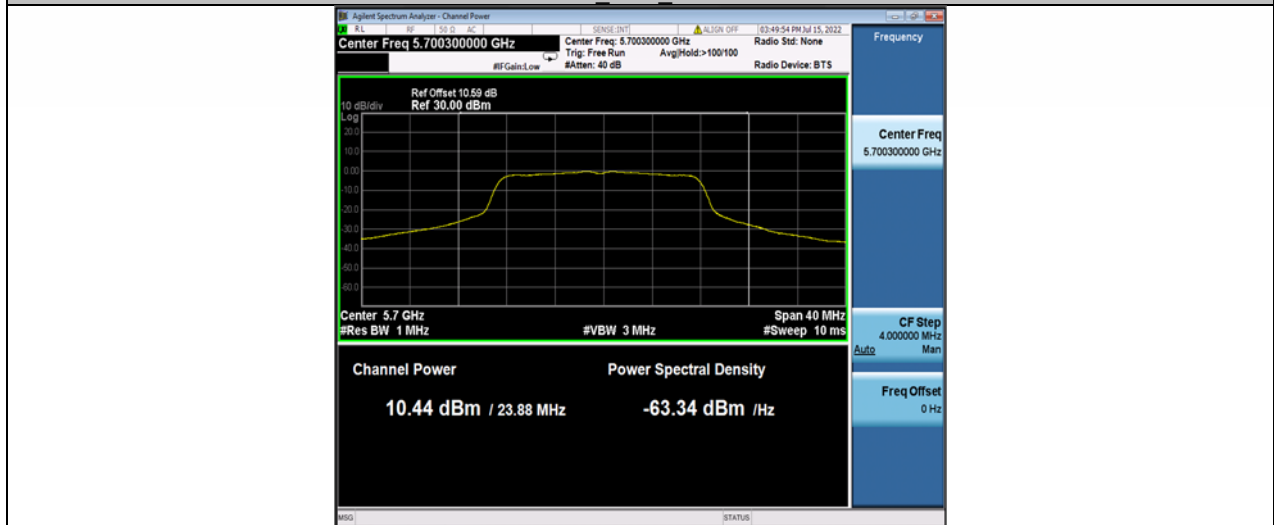 Agilent Spectrum Analyzer - Channel Power
RL RF 50 Ω AC SENSE:INT ALIGN OFF 03:49:54 PM Jul 15, 2022
Center Freq 5.700300000 GHz
Center Freq: 5.700300000 GHz
Radio Std: None
Trig: Free Run Avg|Hold:>100/100
#IFGain:Low
#Atten: 40 dB
Radio Device: BTS
Frequency
Ref Offset 10.59 dB
10 dB/div Ref 30.00 dBm
Log
20.0
10.0
0.00
-10.0
-20.0
-30.0
-40.0
-50.0
-60.0
Center 5.7 GHz Span 40 MHz
#Res BW 1 MHz #VBW 3 MHz #Sweep 10 ms
Channel Power Power Spectral Density
10.44 dBm / 23.88 MHz -63.34 dBm /Hz
Center Freq
5.700300000 GHz
CF Step
4.000000 MHz
Auto Man
Freq Offset
0 Hz
MSG STATUS